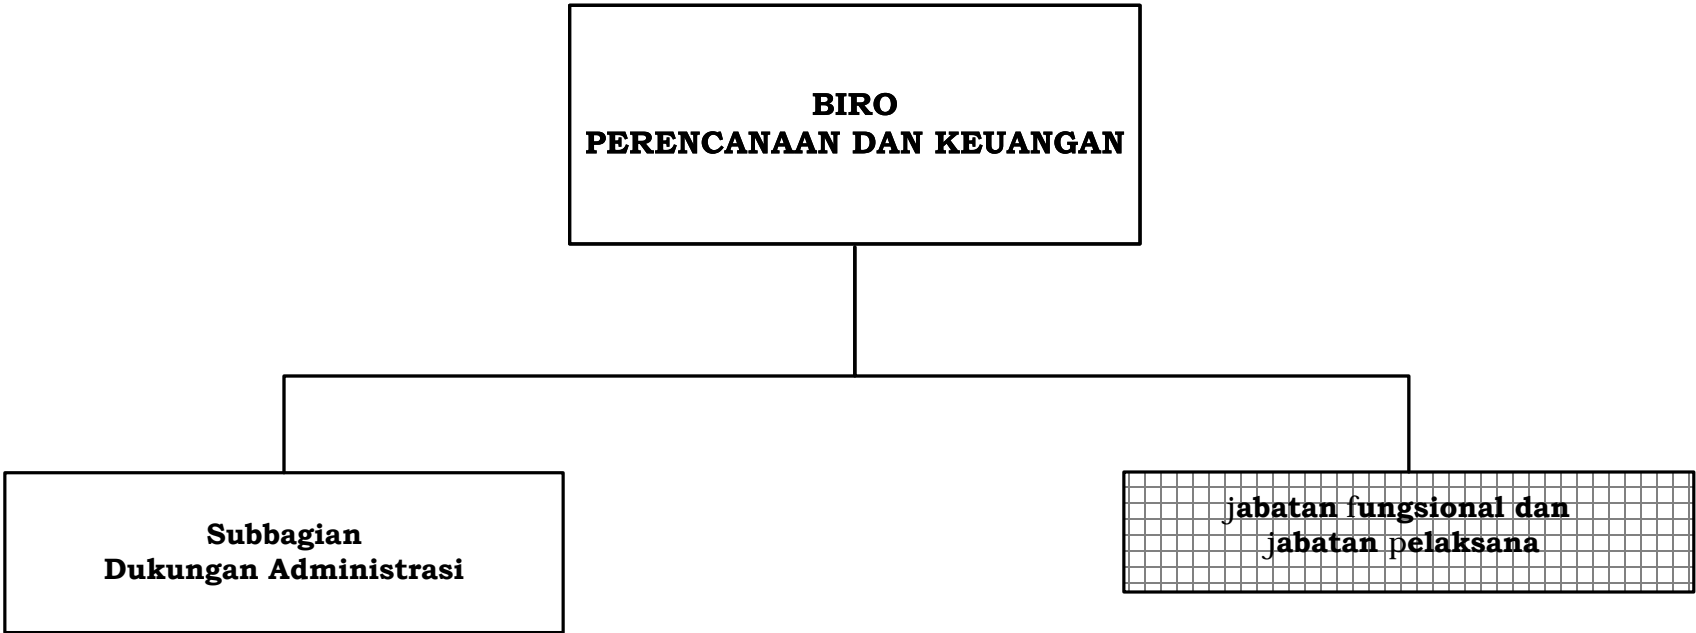 BIRO
PERENCANAAN DAN KEUANGAN
Subbagian
Dukungan Administrasi
jabatan fungsional dan
jabatan pelaksana